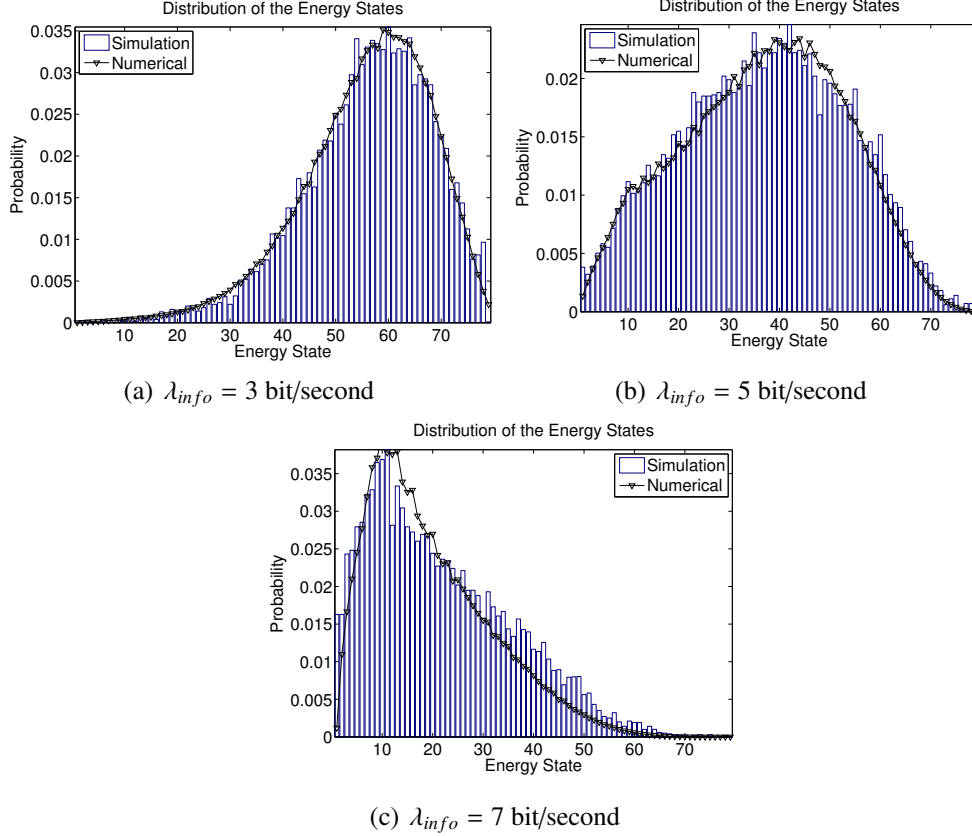 Distribution of the Energy States
0.035
0.03
0.025
0.02
0.015
0.01
0.005
0
Probability
Simulation
Numerical
10 20 30 40 50 60 70
Energy State
(a) λinfo = 3 bit/second
Distribution of the Energy States
0.02
0.015
0.01
0.005
0
Probability
Simulation
Numerical
10 20 30 40 50 60 70
Energy State
(b) λinfo = 5 bit/second
Distribution of the Energy States
0.035
0.03
0.025
0.02
0.015
0.01
0.005
0
Probability
Simulation
Numerical
10 20 30 40 50 60 70
Energy State
(c) λinfo = 7 bit/second